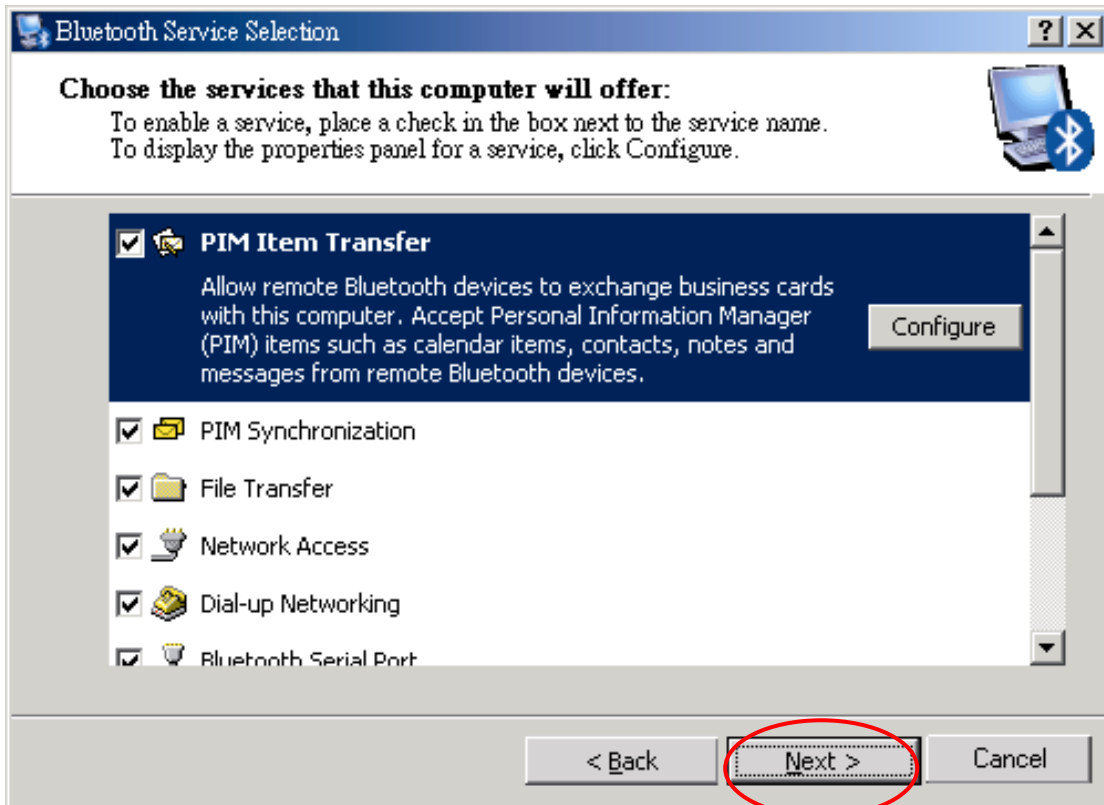 Bluetooth Service Selection
Choose the services that this computer will offer:
To enable a service, place a check in the box next to the service name.
To display the properties panel for a service, click Configure.
PIM Item Transfer
Allow remote Bluetooth devices to exchange business cards
with this computer. Accept Personal Information Manager
(PIM) items such as calendar items, contacts, notes and
messages from remote Bluetooth devices.
Configure
PIM Synchronization
File Transfer
Network Access
Dial-up Networking
Bluetooth Serial Port
< Back
Next >
Cancel